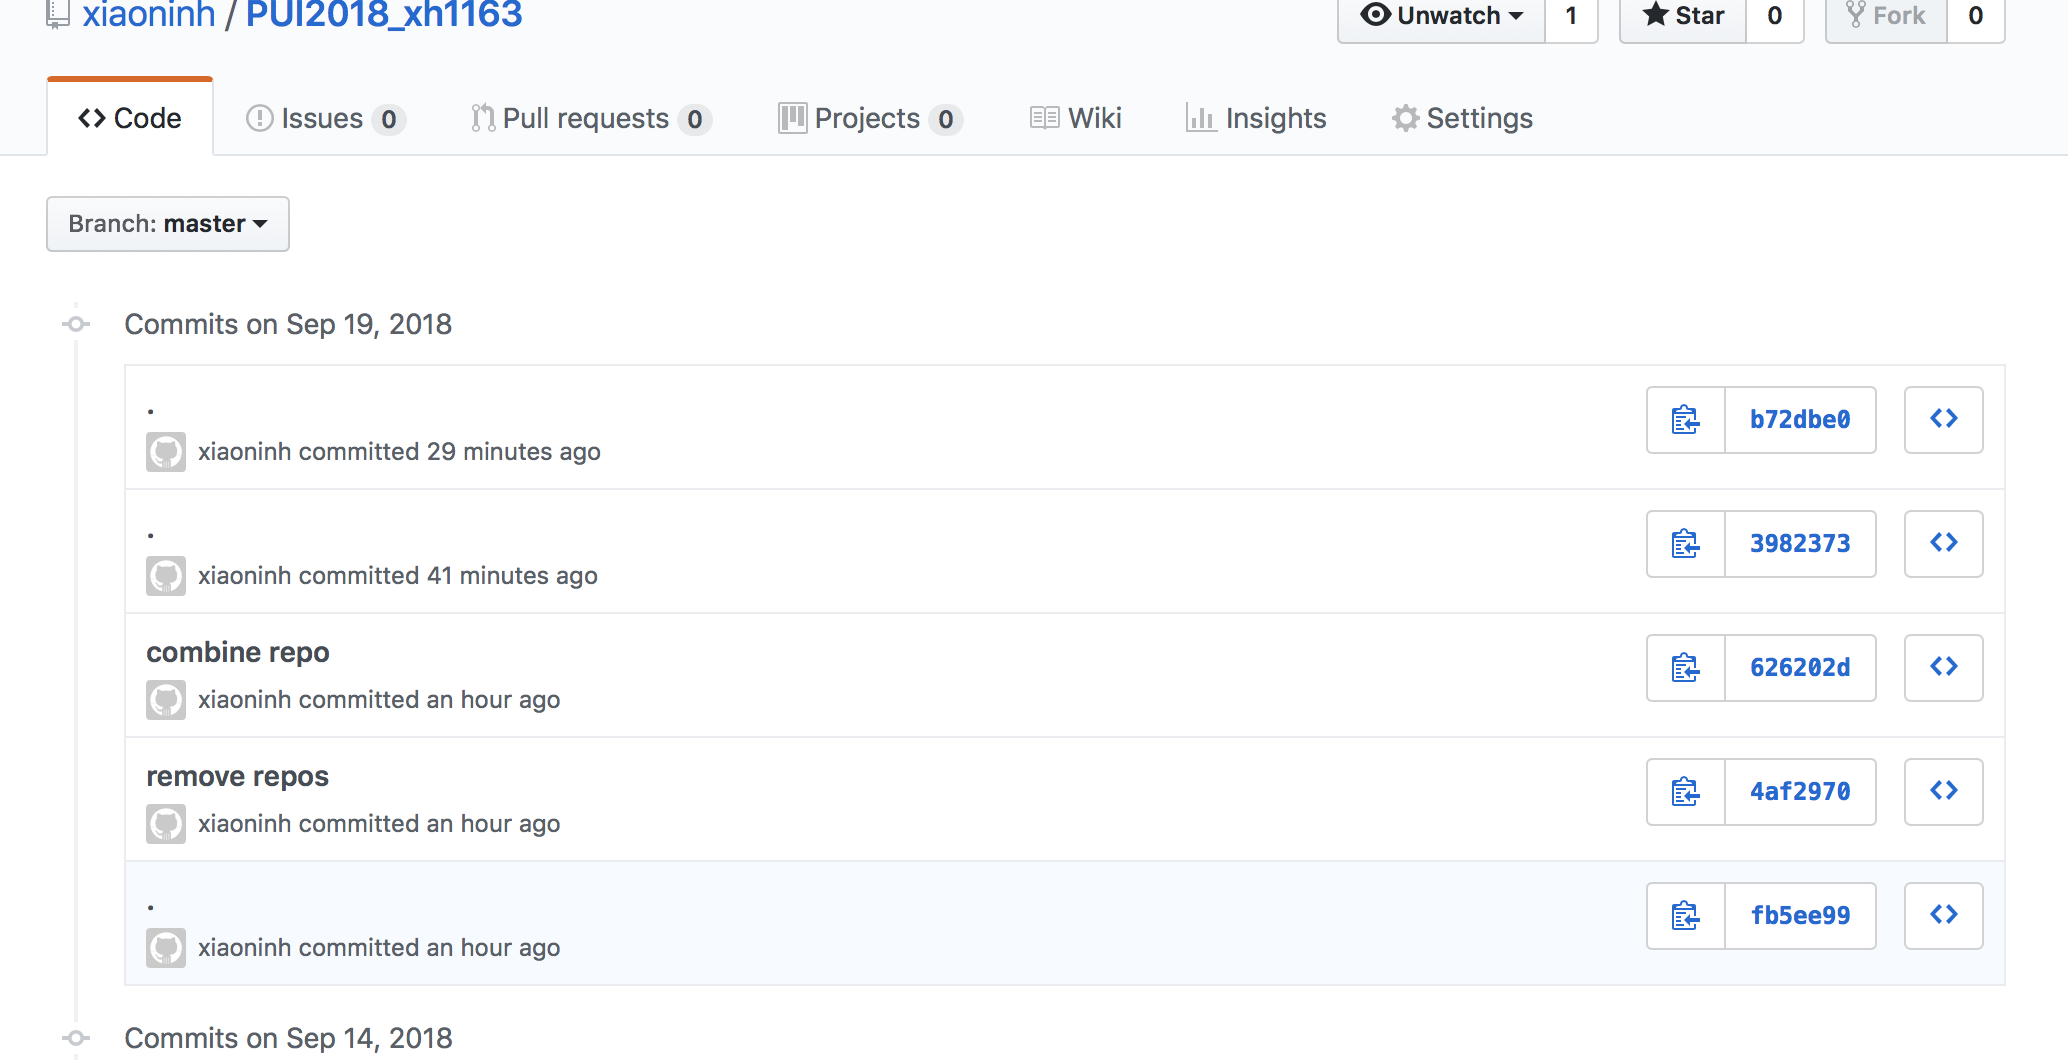 xiaoninh / PUI2018_xh1163
Unwatch 1 Star 0 Fork 0
Code Issues 0 Pull requests 0 Projects 0 Wiki Insights Settings
Branch: master
Commits on Sep 19, 2018
.
b72dbe0
xiaoninh committed 29 minutes ago
.
3982373
xiaoninh committed 41 minutes ago
combine repo
626202d
xiaoninh committed an hour ago
remove repos
4af2970
xiaoninh committed an hour ago
.
fb5ee99
xiaoninh committed an hour ago
Commits on Sep 14, 2018